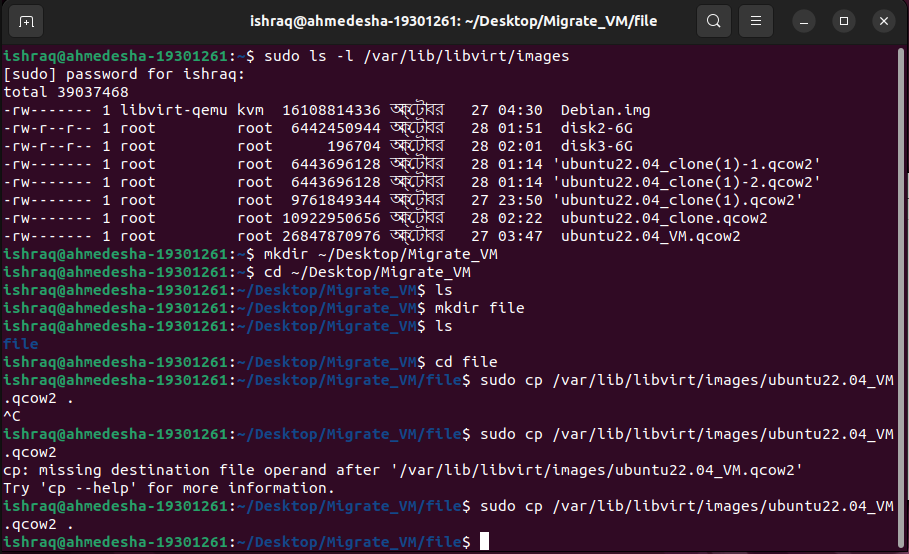 ishraq@ahmedesha-19301261: ~/Desktop/Migrate_VM/file
ishraq@ahmedesha-19301261:~$ sudo ls -l /var/lib/libvirt/images
[sudo] password for ishraq:
total 39037468
-rw------- 1 libvirt-qemu kvm 16108814336 অক্টোবর 27 04:30 Debian.img
-rw-r--r-- 1 root root 6442450944 অক্টোবর 28 01:51 disk2-6G
-rw-r--r-- 1 root root 196704 অক্টোবর 28 02:01 disk3-6G
-rw------- 1 root root 6443696128 অক্টোবর 28 01:14 'ubuntu22.04_clone(1)-1.qcow2'
-rw------- 1 root root 6443696128 অক্টোবর 28 01:14 'ubuntu22.04_clone(1)-2.qcow2'
-rw------- 1 root root 9761849344 অক্টোবর 27 23:50 'ubuntu22.04_clone(1).qcow2'
-rw------- 1 root root 10922950656 অক্টোবর 28 02:22 ubuntu22.04_clone.qcow2
-rw------- 1 root root 26847870976 অক্টোবর 27 03:47 ubuntu22.04_VM.qcow2
ishraq@ahmedesha-19301261:~$ mkdir ~/Desktop/Migrate_VM
ishraq@ahmedesha-19301261:~$ cd ~/Desktop/Migrate_VM
ishraq@ahmedesha-19301261:~/Desktop/Migrate_VM$ ls
ishraq@ahmedesha-19301261:~/Desktop/Migrate_VM$ mkdir file
ishraq@ahmedesha-19301261:~/Desktop/Migrate_VM$ ls
file
ishraq@ahmedesha-19301261:~/Desktop/Migrate_VM$ cd file
ishraq@ahmedesha-19301261:~/Desktop/Migrate_VM/file$ sudo cp /var/lib/libvirt/images/ubuntu22.04_VM
.qcow2 .
^C
ishraq@ahmedesha-19301261:~/Desktop/Migrate_VM/file$ sudo cp /var/lib/libvirt/images/ubuntu22.04_VM
.qcow2
cp: missing destination file operand after '/var/lib/libvirt/images/ubuntu22.04_VM.qcow2'
Try 'cp --help' for more information.
ishraq@ahmedesha-19301261:~/Desktop/Migrate_VM/file$ sudo cp /var/lib/libvirt/images/ubuntu22.04_VM
.qcow2 .
ishraq@ahmedesha-19301261:~/Desktop/Migrate_VM/file$